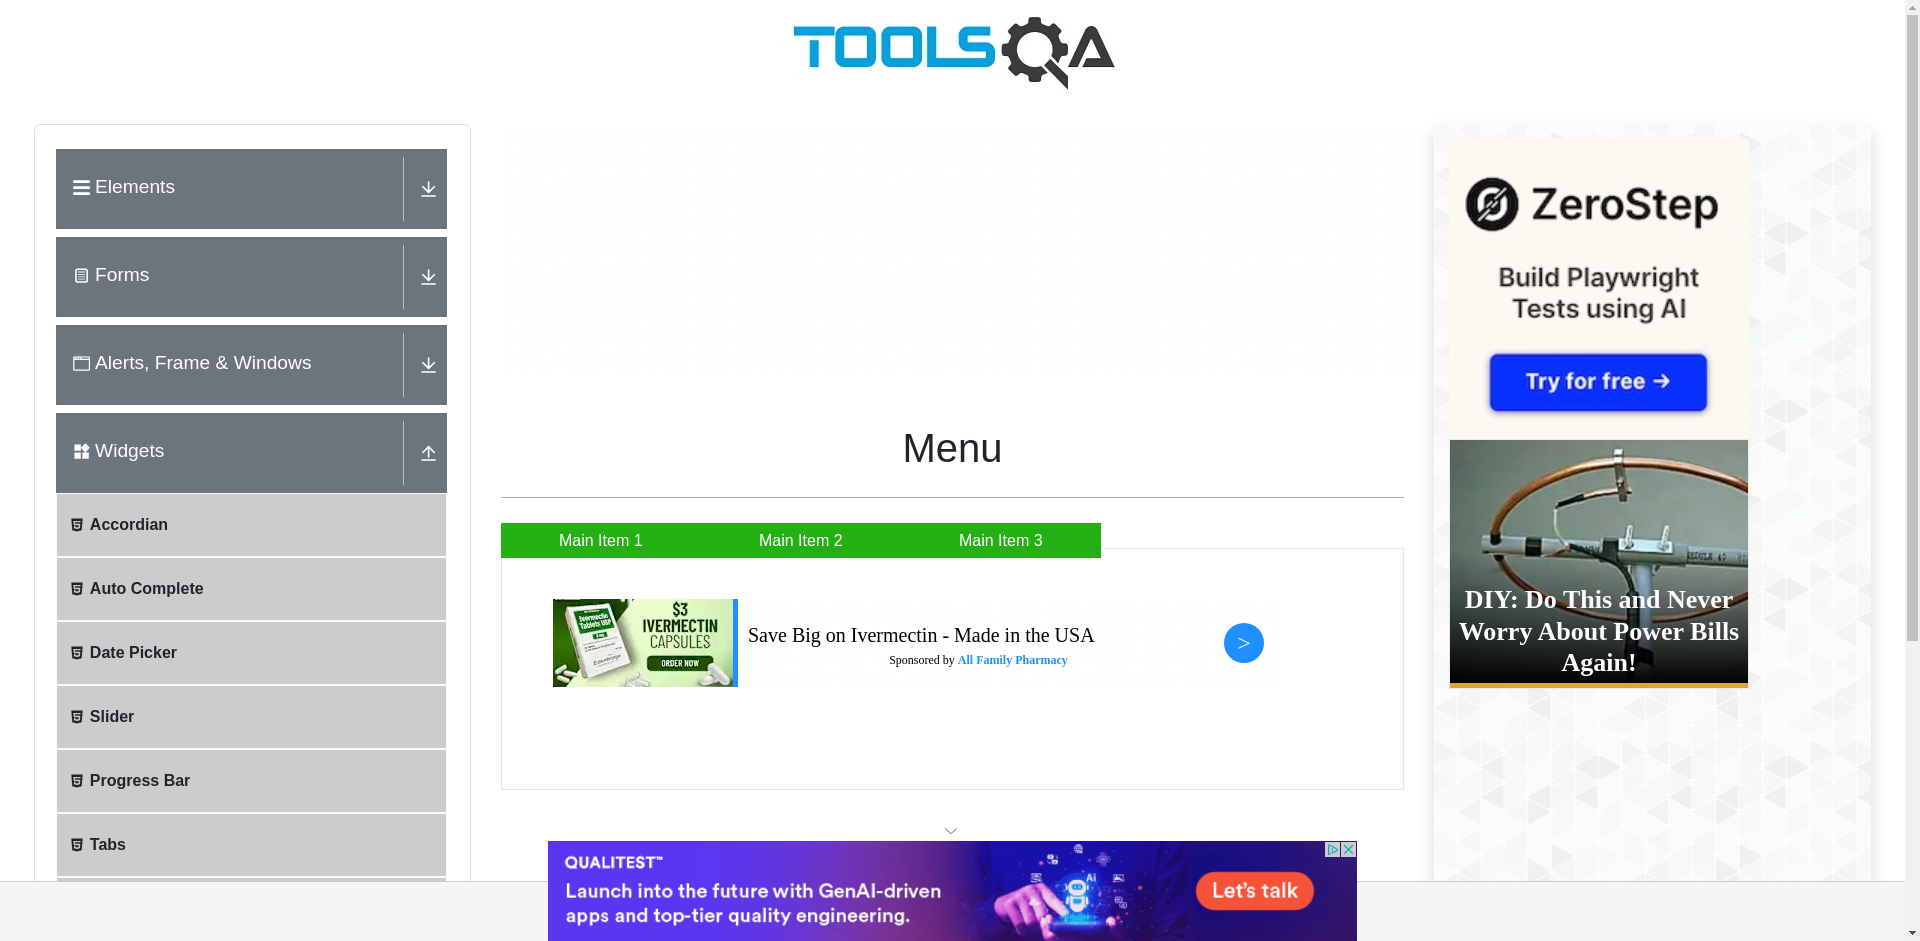 TOOLSQA
Elements
Forms
Alerts, Frame & Windows
Widgets
Accordian
Auto Complete
Date Picker
Slider
Progress Bar
Tabs
Menu
Main Item 1
Main Item 2
Main Item 3
$3
IVERMECTIN
CAPSULES
ORDER NOW
Save Big on Ivermectin - Made in the USA
Sponsored by All Family Pharmacy
>
QUALITEST™
Launch into the future with GenAI-driven
apps and top-tier quality engineering.
Ai
Let's talk
ZeroStep
Build Playwright
Tests using AI
Try for free →
DIY: Do This and Never
Worry About Power Bills
Again!